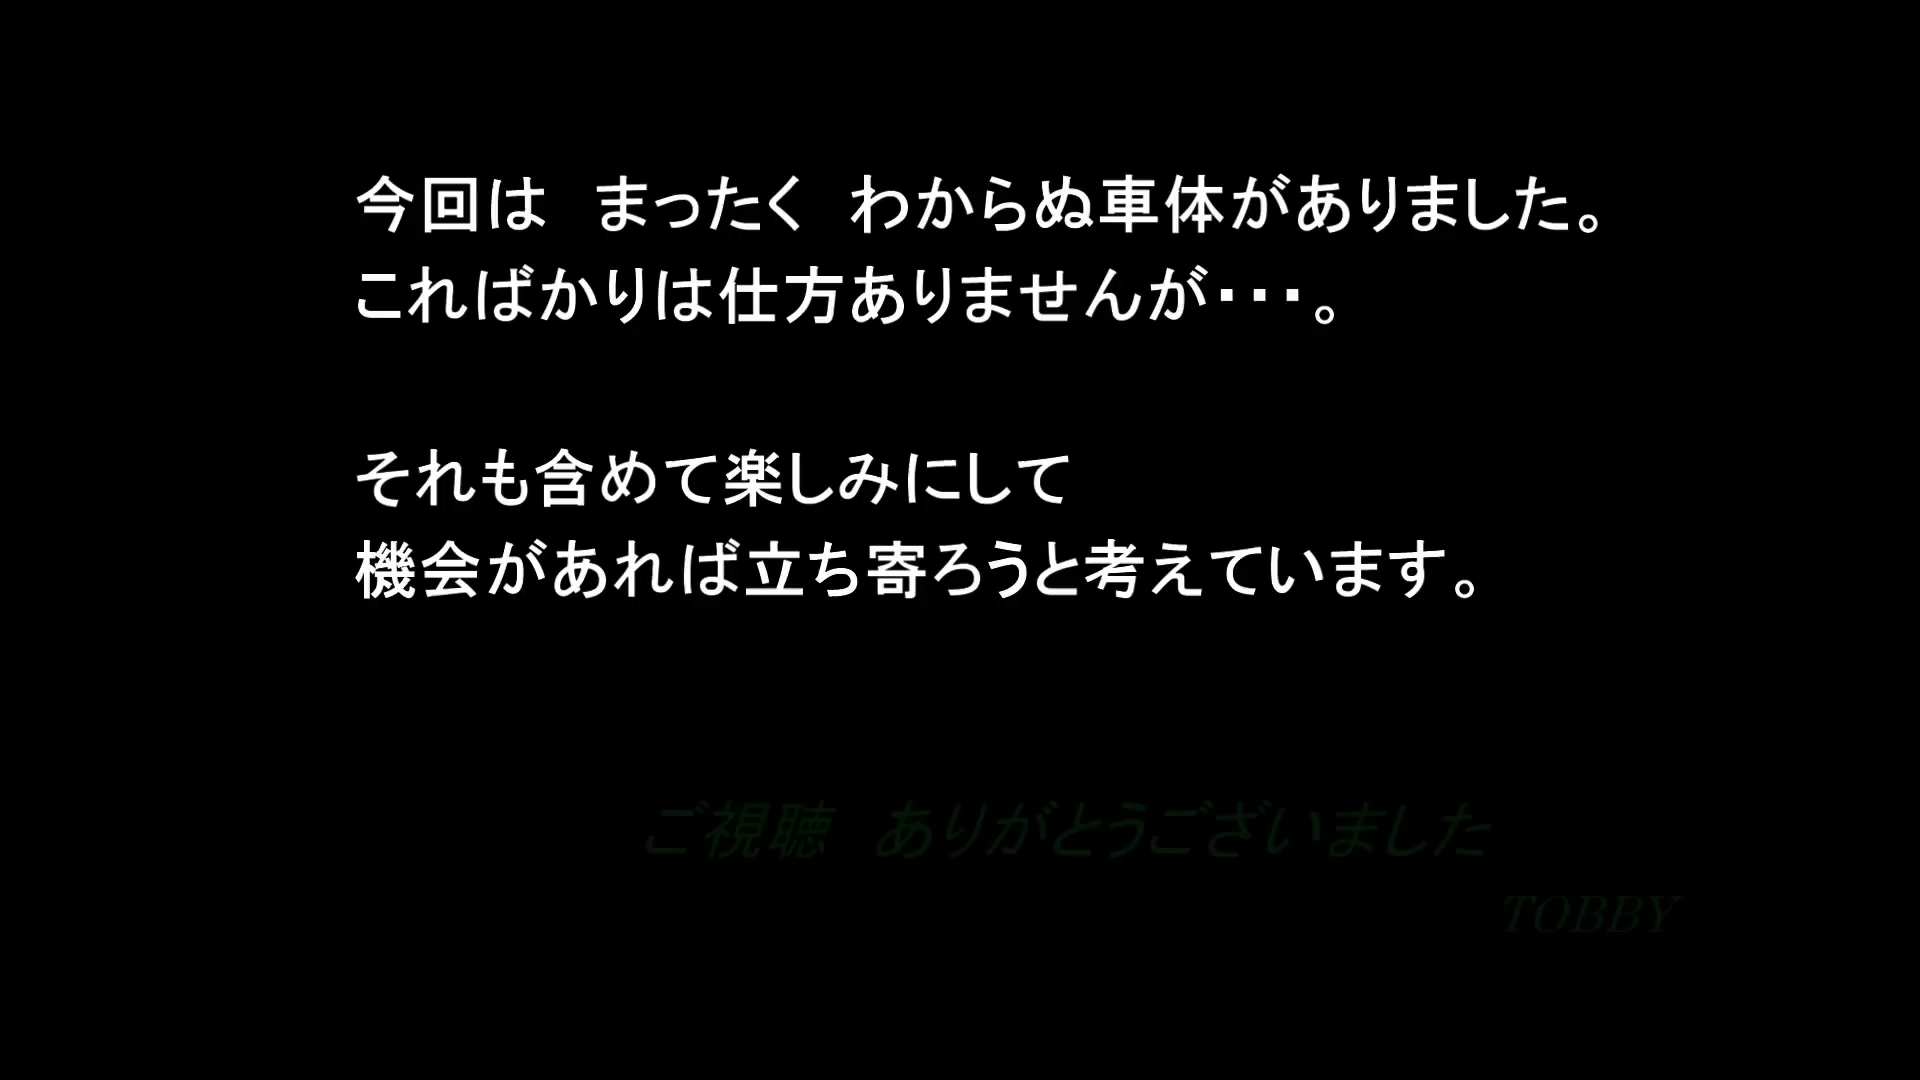 今回は　まったく　わからぬ車体がありました。
こればかりは仕方ありませんが・・・。
それも含めて楽しみにして
機会があれば立ち寄ろうと考えています。
ご視聴　ありがとうございました
TOBBY